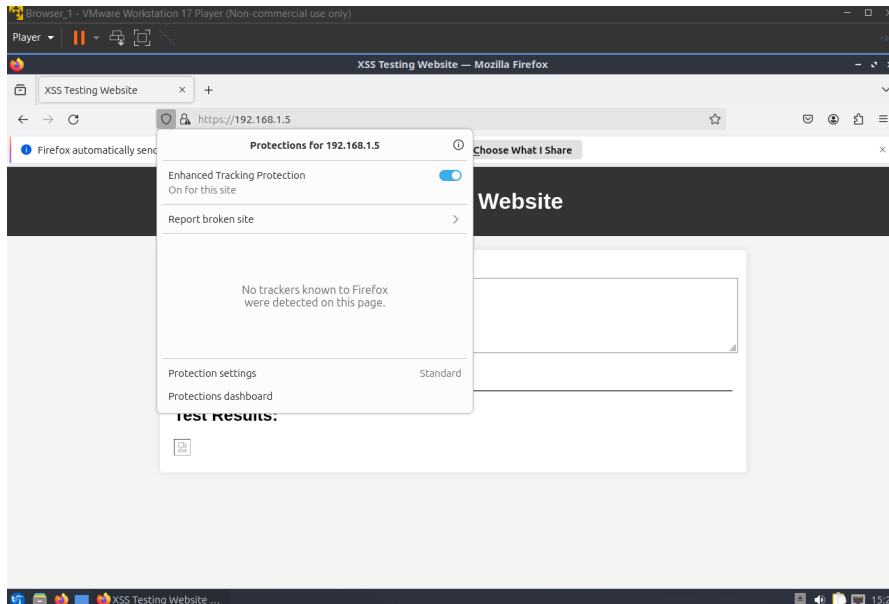 Browser_1 - VMware Workstation 17 Player (Non-commercial use only)
Player
XSS Testing Website — Mozilla Firefox
XSS Testing Website
https://192.168.1.5
Firefox automatically
Choose What I Share
Protections for 192.168.1.5
Enhanced Tracking Protection
On for this site
Website
Report broken site
No trackers known to Firefox
were detected on this page.
Protection settings Standard
Protections dashboard
Test Results:
XSS Testing Website ...